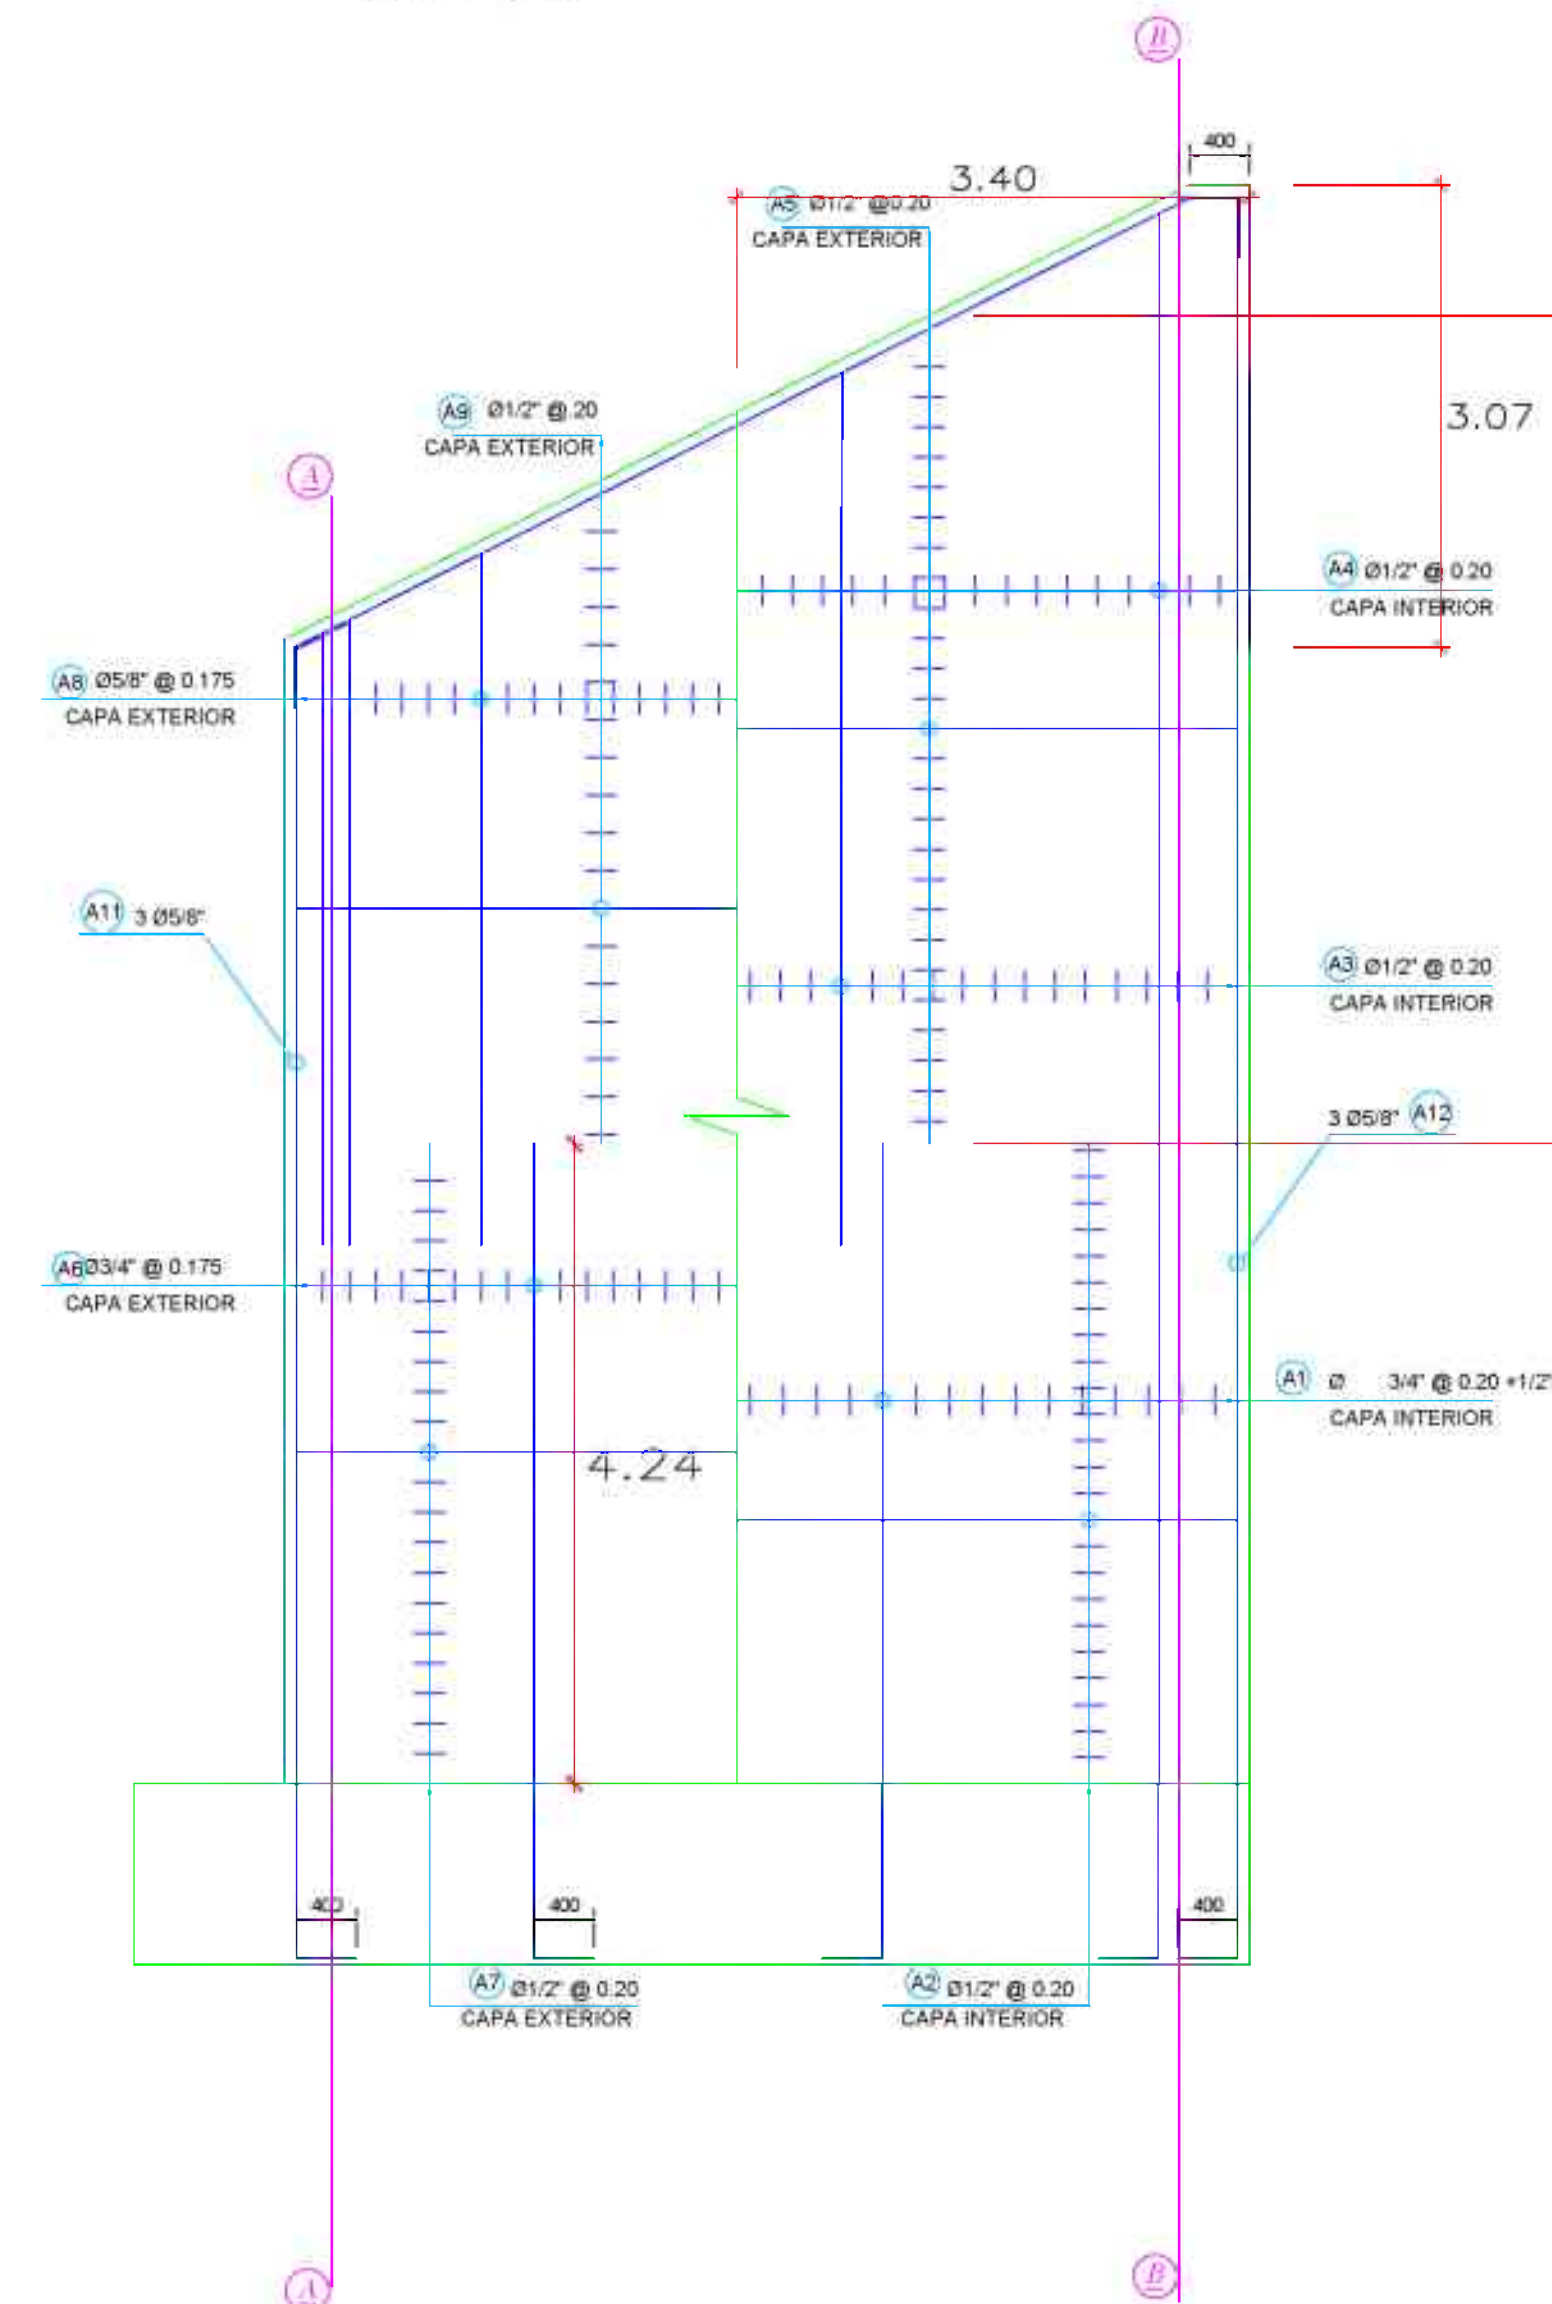 B
400
3.40
A5 Ø1/2" @0.20
CAPA EXTERIOR
A9 Ø1/2" @.20
CAPA EXTERIOR
3.07
A
A4 Ø1/2" @ 0.20
CAPA INTERIOR
A8 Ø5/8" @ 0.175
CAPA EXTERIOR
A11 3 Ø5/8"
A3 Ø1/2" @ 0.20
CAPA INTERIOR
3 Ø5/8" A12
A6 Ø3/4" @ 0.175
CAPA EXTERIOR
A1 Ø 3/4" @ 0.20 +1/2"
CAPA INTERIOR
4.24
400
400
400
A7 Ø1/2" @ 0.20
CAPA EXTERIOR
A2 Ø1/2" @ 0.20
CAPA INTERIOR
A
B